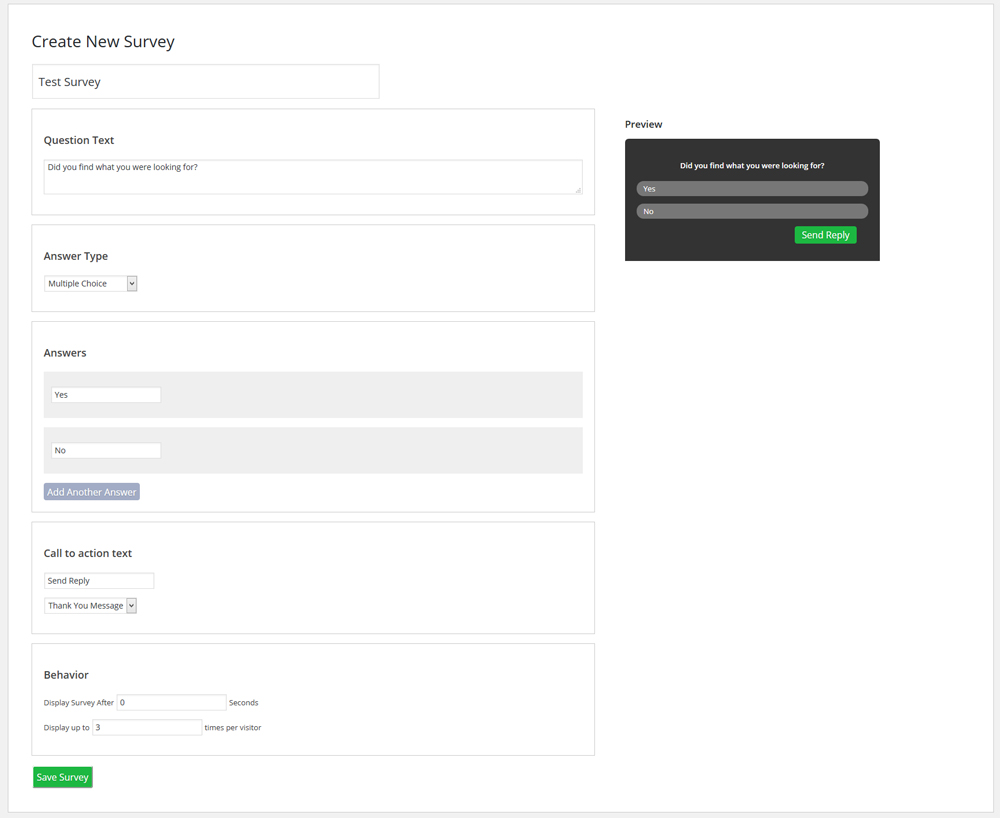 Create New Survey
Test Survey
Question Text
Did you find what you were looking for?
Answer Type
Multiple Choice
Answers
Yes
No
Add Another Answer
Call to action text
Send Reply
Thank You Message
Behavior
Display Survey After 0 Seconds
Display up to 3 times per visitor
Save Survey
Preview
Did you find what you were looking for?
Yes
No
Send Reply